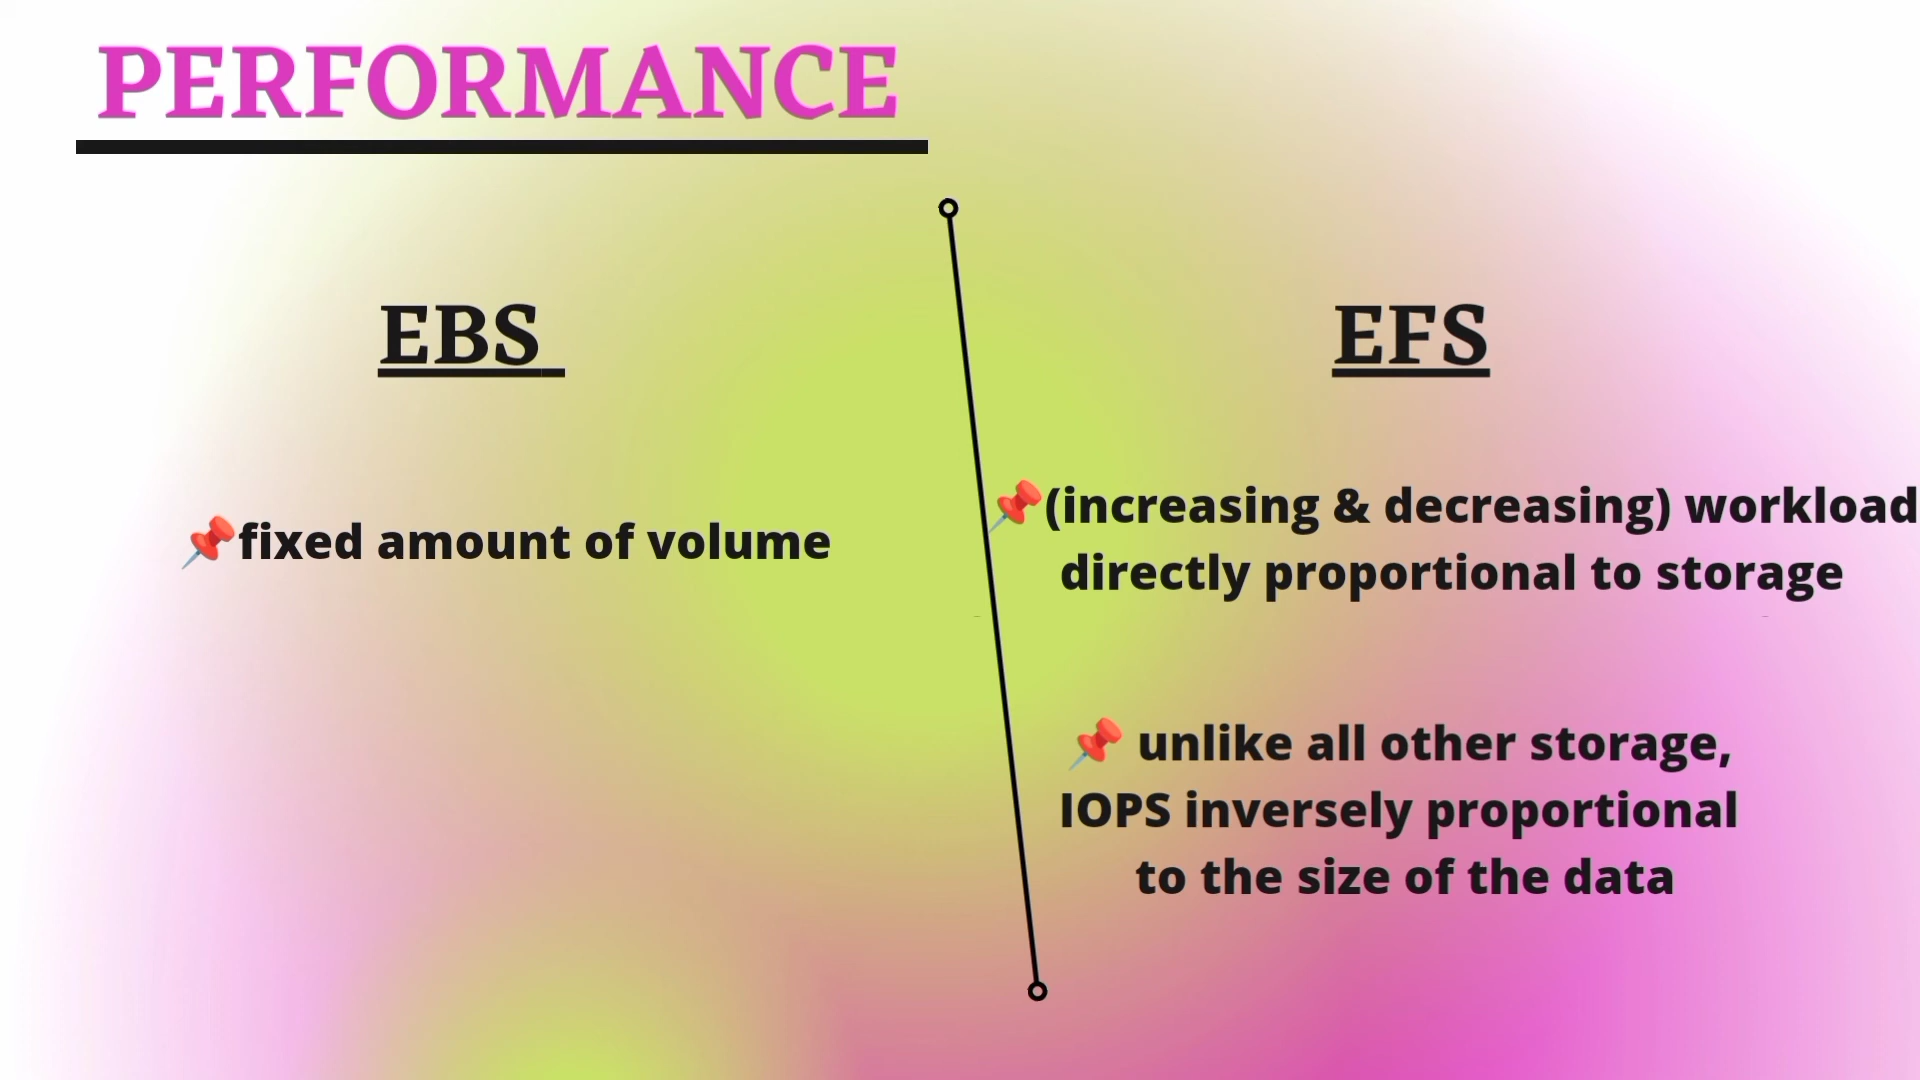 PERFORMANCE
EBS
📌fixed amount of volume
EFS
📌(increasing & decreasing) workload
directly proportional to storage
📌 unlike all other storage,
IOPS inversely proportional
to the size of the data